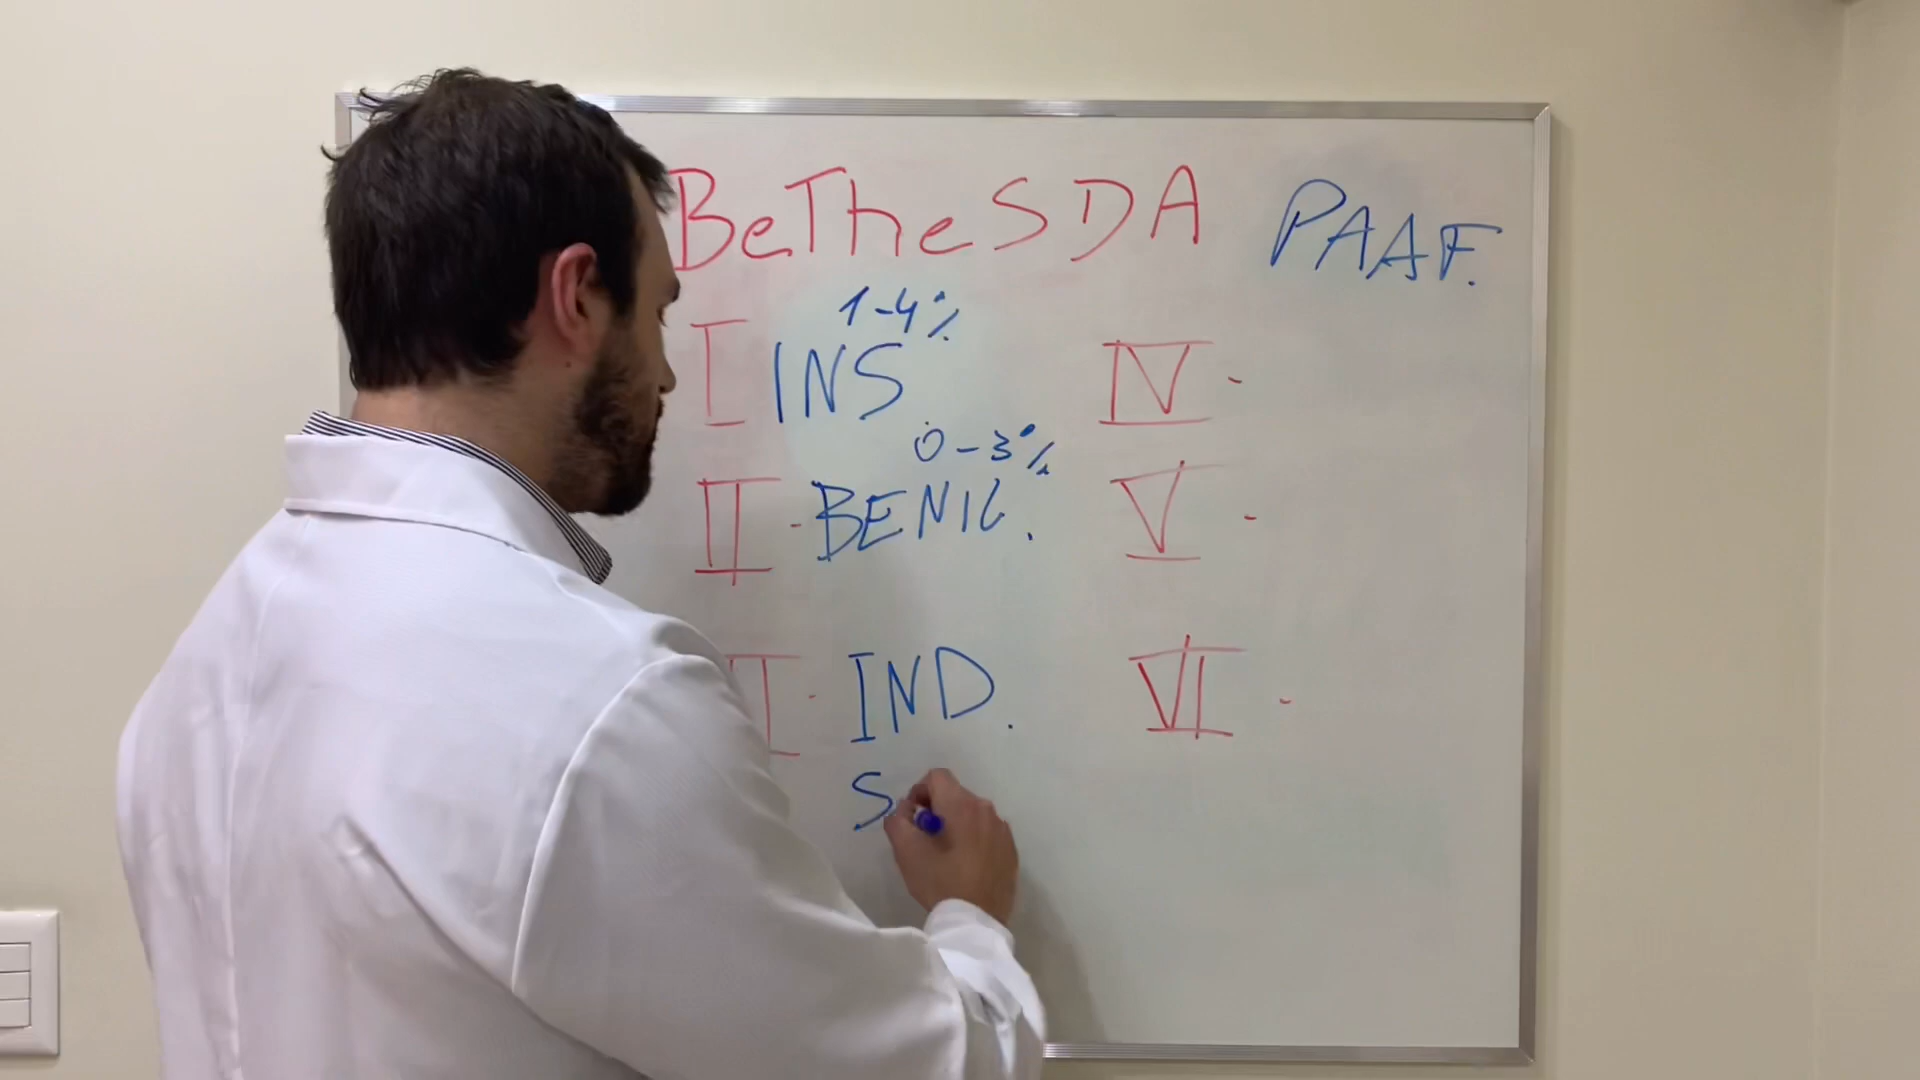 BeTheSDA PAAF.
1-4%
I INS
0-3%
II - BENIG.
IND.
S
IV -
V -
VI -